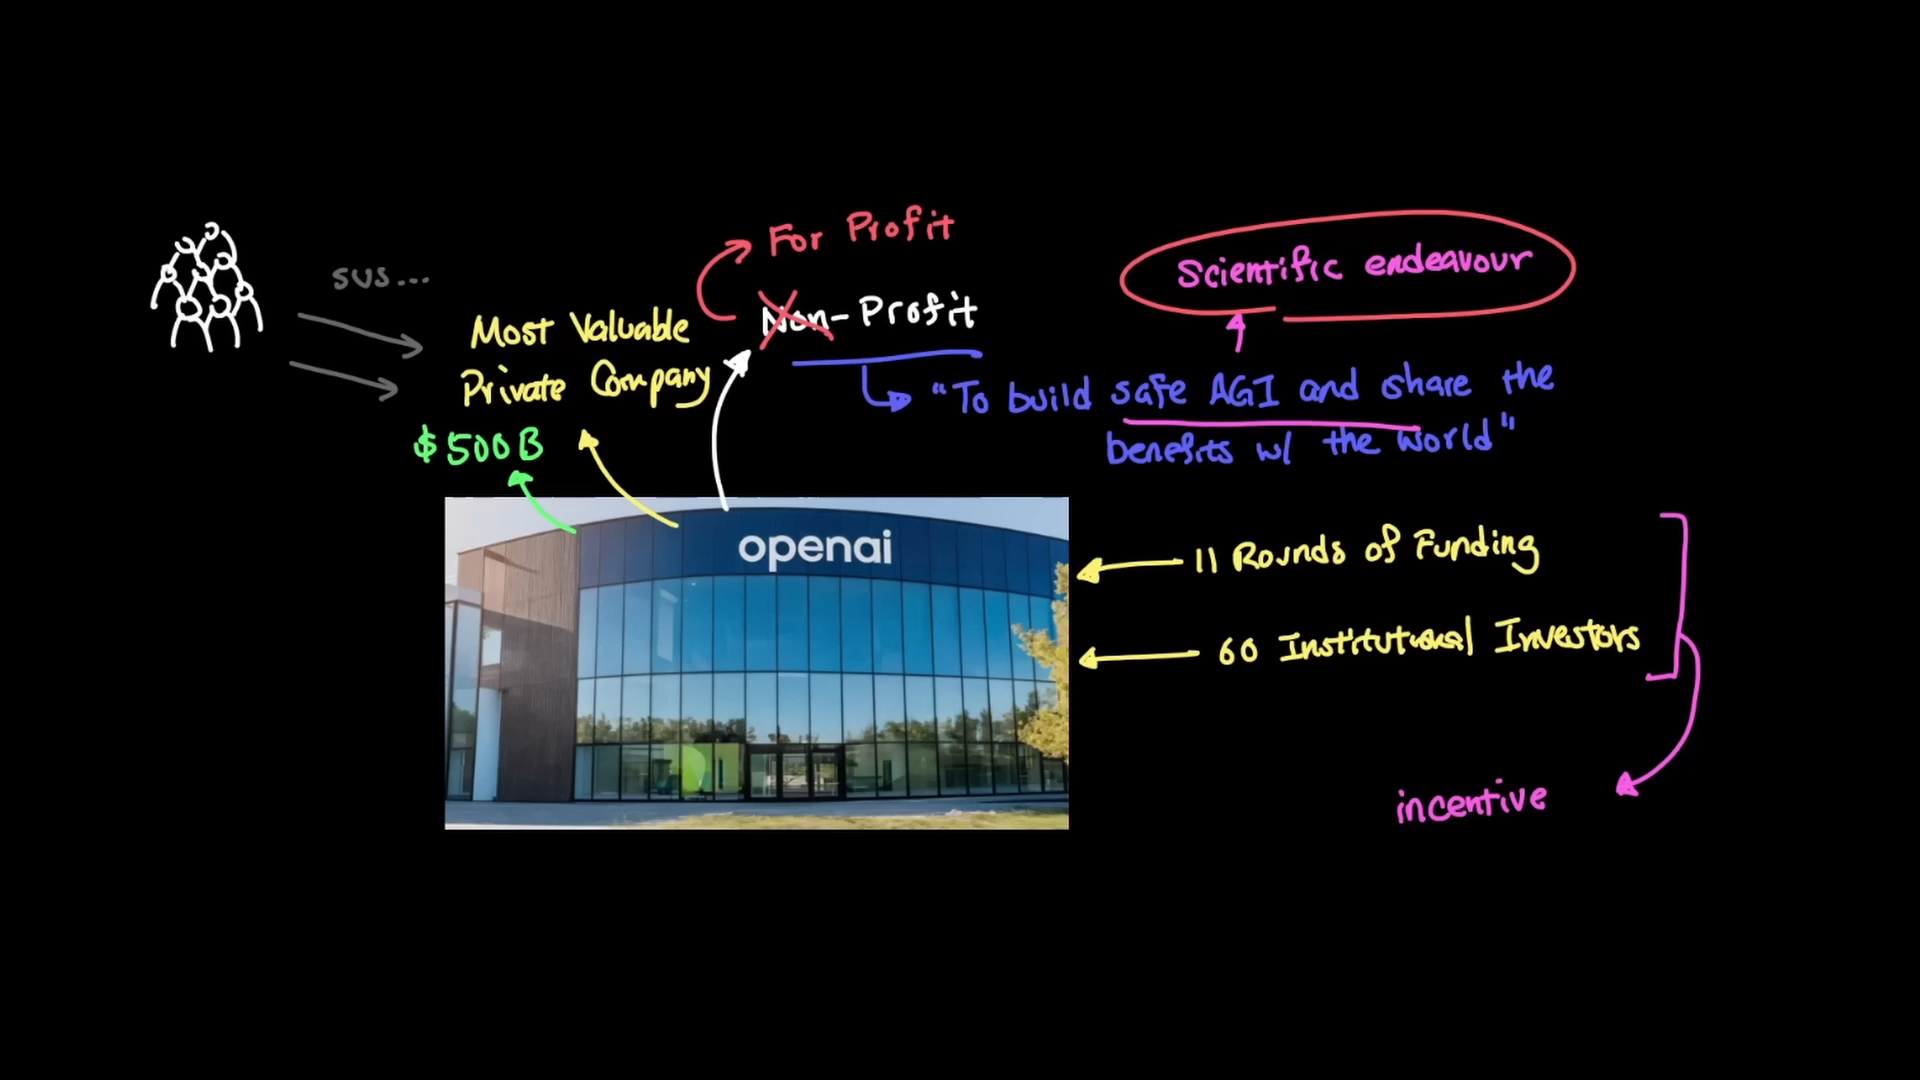 For Profit
Scientific endeavour
sus...
Most Valuable
Private Company
Non-Profit
"To build safe AGI and share the
benefits w/ the world"
$500B
openai
11 Rounds of Funding
60 Institutional Investors
incentive